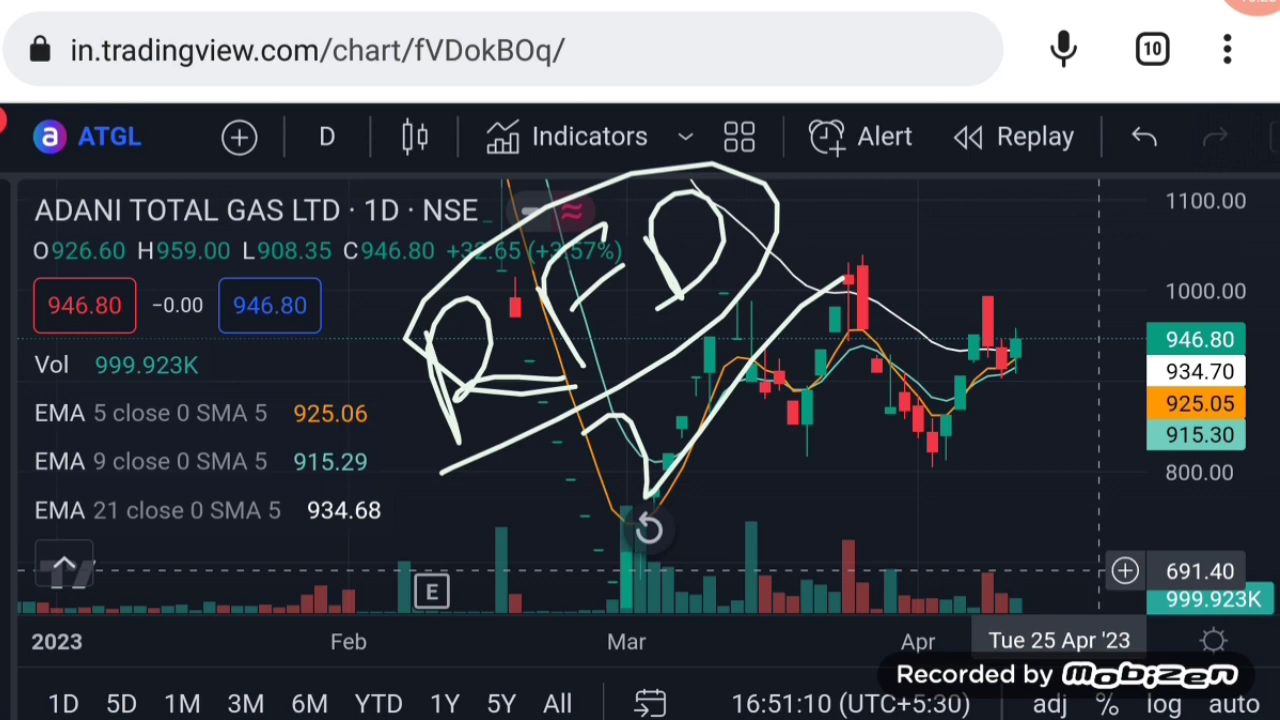 in.tradingview.com/chart/fVDokBOq/
10
a ATGL
D
Indicators
Alert
Replay
ADANI TOTAL GAS LTD · 1D · NSE
O926.60 H959.00 L908.35 C946.80 +32.65 (+3.57%)
946.80 −0.00 946.80
Vol 999.923K
EMA 5 close 0 SMA 5 925.06
EMA 9 close 0 SMA 5 915.29
EMA 21 close 0 SMA 5 934.68
E
1100.00
1000.00
946.80
934.70
925.05
915.30
800.00
691.40
999.923K
2023 Feb Mar Apr Tue 25 Apr '23
Recorded by mobizen
1D 5D 1M 3M 6M YTD 1Y 5Y All 16:51:10 (UTC+5:30) adj % log auto